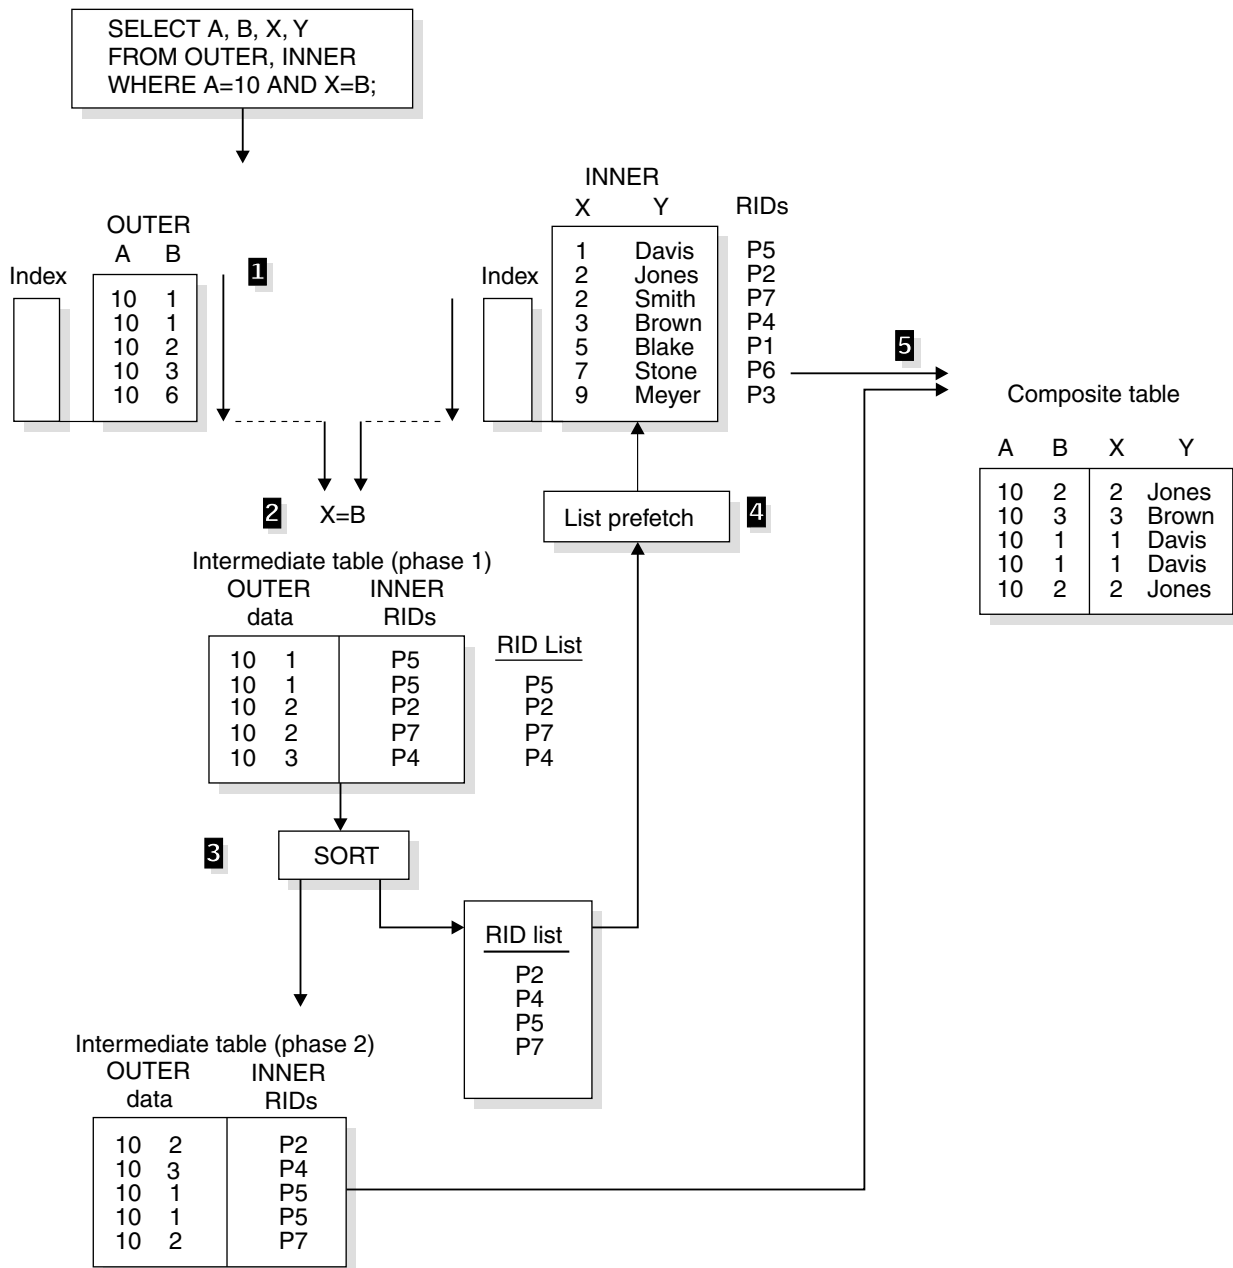 SELECT A, B, X, Y
FROM OUTER, INNER
WHERE A=10 AND X=B;
INNER
X Y RIDs
OUTER
A B
Index
1
Index
10 1
10 1
10 2
10 3
10 6
1 Davis P5
2 Jones P2
2 Smith P7
3 Brown P4
5 Blake P1
7 Stone P6
9 Meyer P3
5
Composite table
A B X Y
10 2 2 Jones
10 3 3 Brown
10 1 1 Davis
10 1 1 Davis
10 2 2 Jones
2 X=B
List prefetch 4
Intermediate table (phase 1)
OUTER INNER
data RIDs
RID List
10 1 P5
10 1 P5
10 2 P2
10 2 P7
10 3 P4
P5
P2
P7
P4
3 SORT
RID list
P2
P4
P5
P7
Intermediate table (phase 2)
OUTER INNER
data RIDs
10 2 P2
10 3 P4
10 1 P5
10 1 P5
10 2 P7